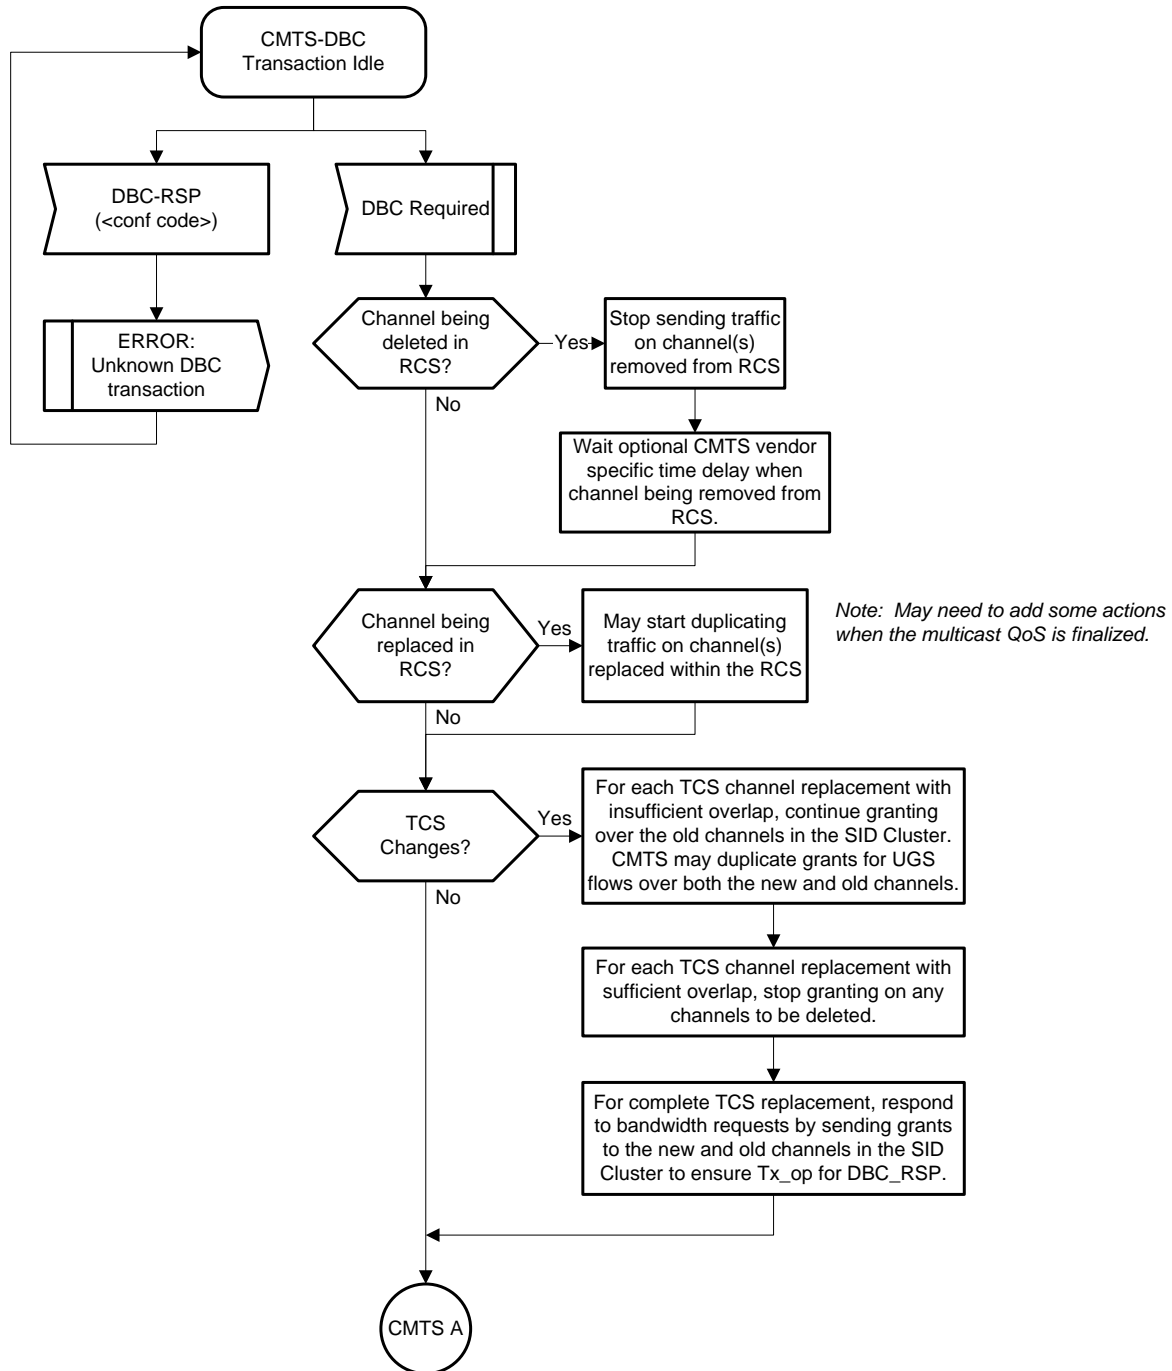 CMTS-DBC
Transaction Idle
DBC-RSP
(<conf code>)
DBC Required
ERROR:
Unknown DBC
transaction
Channel being
deleted in
RCS?
Yes
Stop sending traffic
on channel(s)
removed from RCS
No
Wait optional CMTS vendor
specific time delay when
channel being removed from
RCS.
Channel being
replaced in
RCS?
Yes
May start duplicating
traffic on channel(s)
replaced within the RCS
Note: May need to add some actions
when the multicast QoS is finalized.
No
TCS
Changes?
Yes
For each TCS channel replacement with
insufficient overlap, continue granting
over the old channels in the SID Cluster.
CMTS may duplicate grants for UGS
flows over both the new and old channels.
No
For each TCS channel replacement with
sufficient overlap, stop granting on any
channels to be deleted.
For complete TCS replacement, respond
to bandwidth requests by sending grants
to the new and old channels in the SID
Cluster to ensure Tx_op for DBC_RSP.
CMTS A